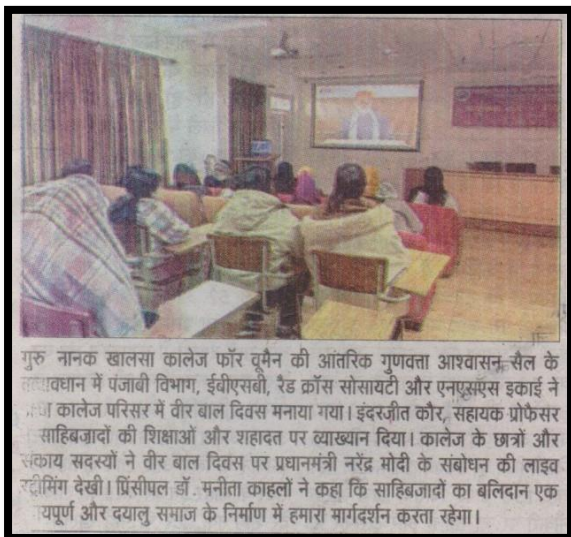 गुरु नानक खालसा कालेज फॉर वूमैन की आंतरिक गुणवत्ता आश्वासन सैल के
में पंजाबी विभाग, ईबीएसबी, रैड क्रॉस सोसायटी और एनएसएस इकाई ने
कालेज परिसर में वीर बाल दिवस मनाया गया। इंदरजीत कौर, सहायक प्रोफैसर
साहिबजादों की शिक्षाओं और शहादत पर व्याख्यान दिया। कालेज के छात्रों और
संकाय सदस्यों ने वीर बाल दिवस पर प्रधानमंत्री नरेंद्र मोदी के संबोधन की लाइव
स्ट्रीमिंग देखी। प्रिंसीपल डॉ. मनीता काहलों ने कहा कि साहिबजादों का बलिदान एक
और दयालु समाज के निर्माण में हमारा मार्गदर्शन करता रहेगा।